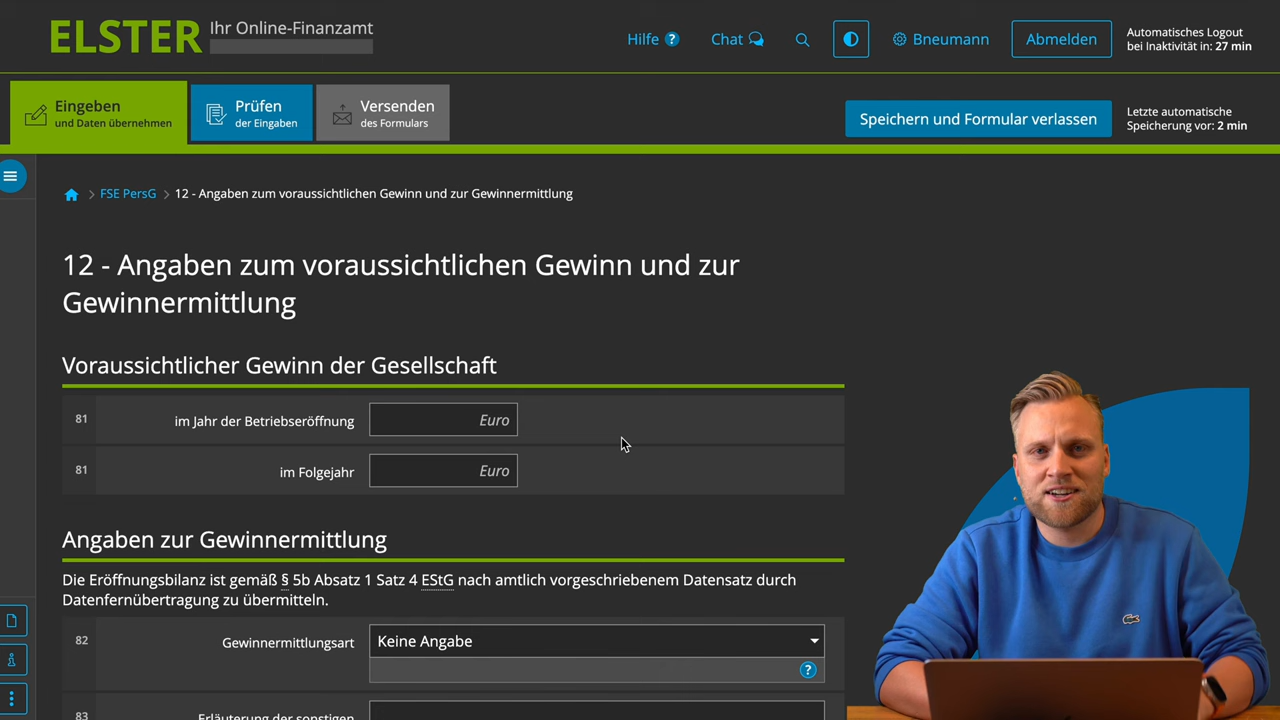 ELSTER
Ihr Online-Finanzamt
Hilfe ?
Chat
Bneumann
Abmelden
Automatisches Logout
bei Inaktivität in: 27 min
Eingeben
und Daten übernehmen
Prüfen
der Eingaben
Versenden
des Formulars
Speichern und Formular verlassen
Letzte automatische
Speicherung vor: 2 min
FSE PersG
12 - Angaben zum voraussichtlichen Gewinn und zur Gewinnermittlung
12 - Angaben zum voraussichtlichen Gewinn und zur
Gewinnermittlung
Voraussichtlicher Gewinn der Gesellschaft
81 im Jahr der Betriebseröffnung Euro
81 im Folgejahr Euro
Angaben zur Gewinnermittlung
Die Eröffnungsbilanz ist gemäß § 5b Absatz 1 Satz 4 EStG nach amtlich vorgeschriebenem Datensatz durch
Datenfernübertragung zu übermitteln.
82 Gewinnermittlungsart Keine Angabe
?
83 Erläuterung der sonstigen